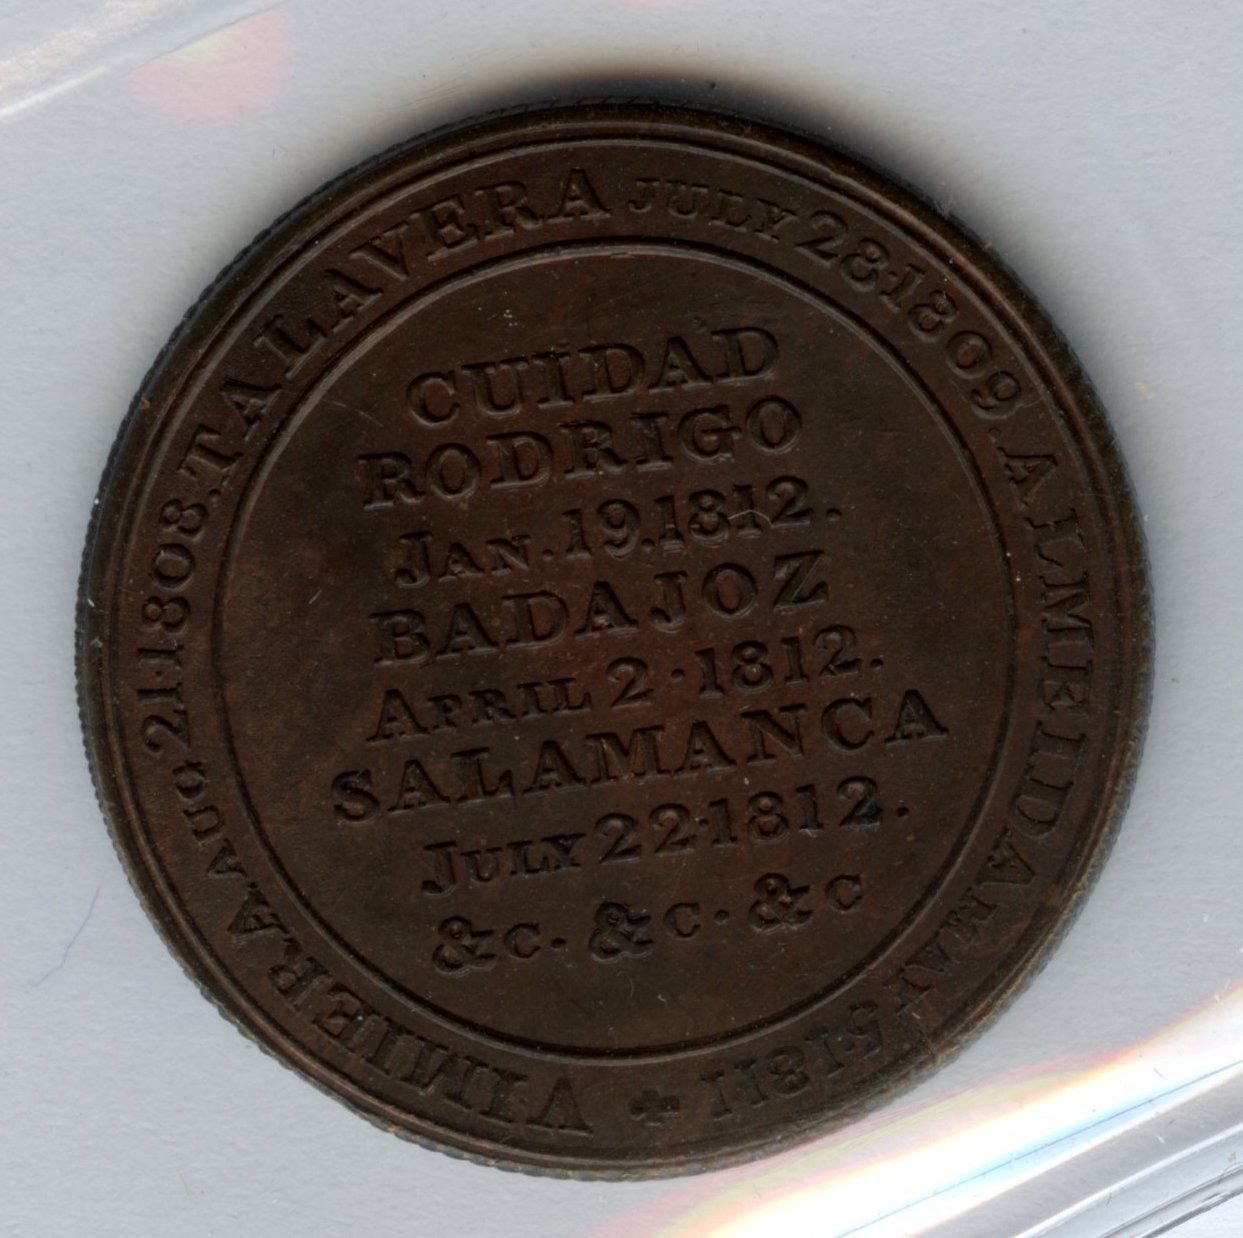 VIMIERA.AUG.21·1808.TALAVERA JULY 28·1809.ALMEIDA.MAY 5·1811
CUIDAD
RODRIGO
JAN.19.1812.
BADAJOZ
APRIL 2·1812.
SALAMANCA
JULY 22·1812.
&C. &C. &C